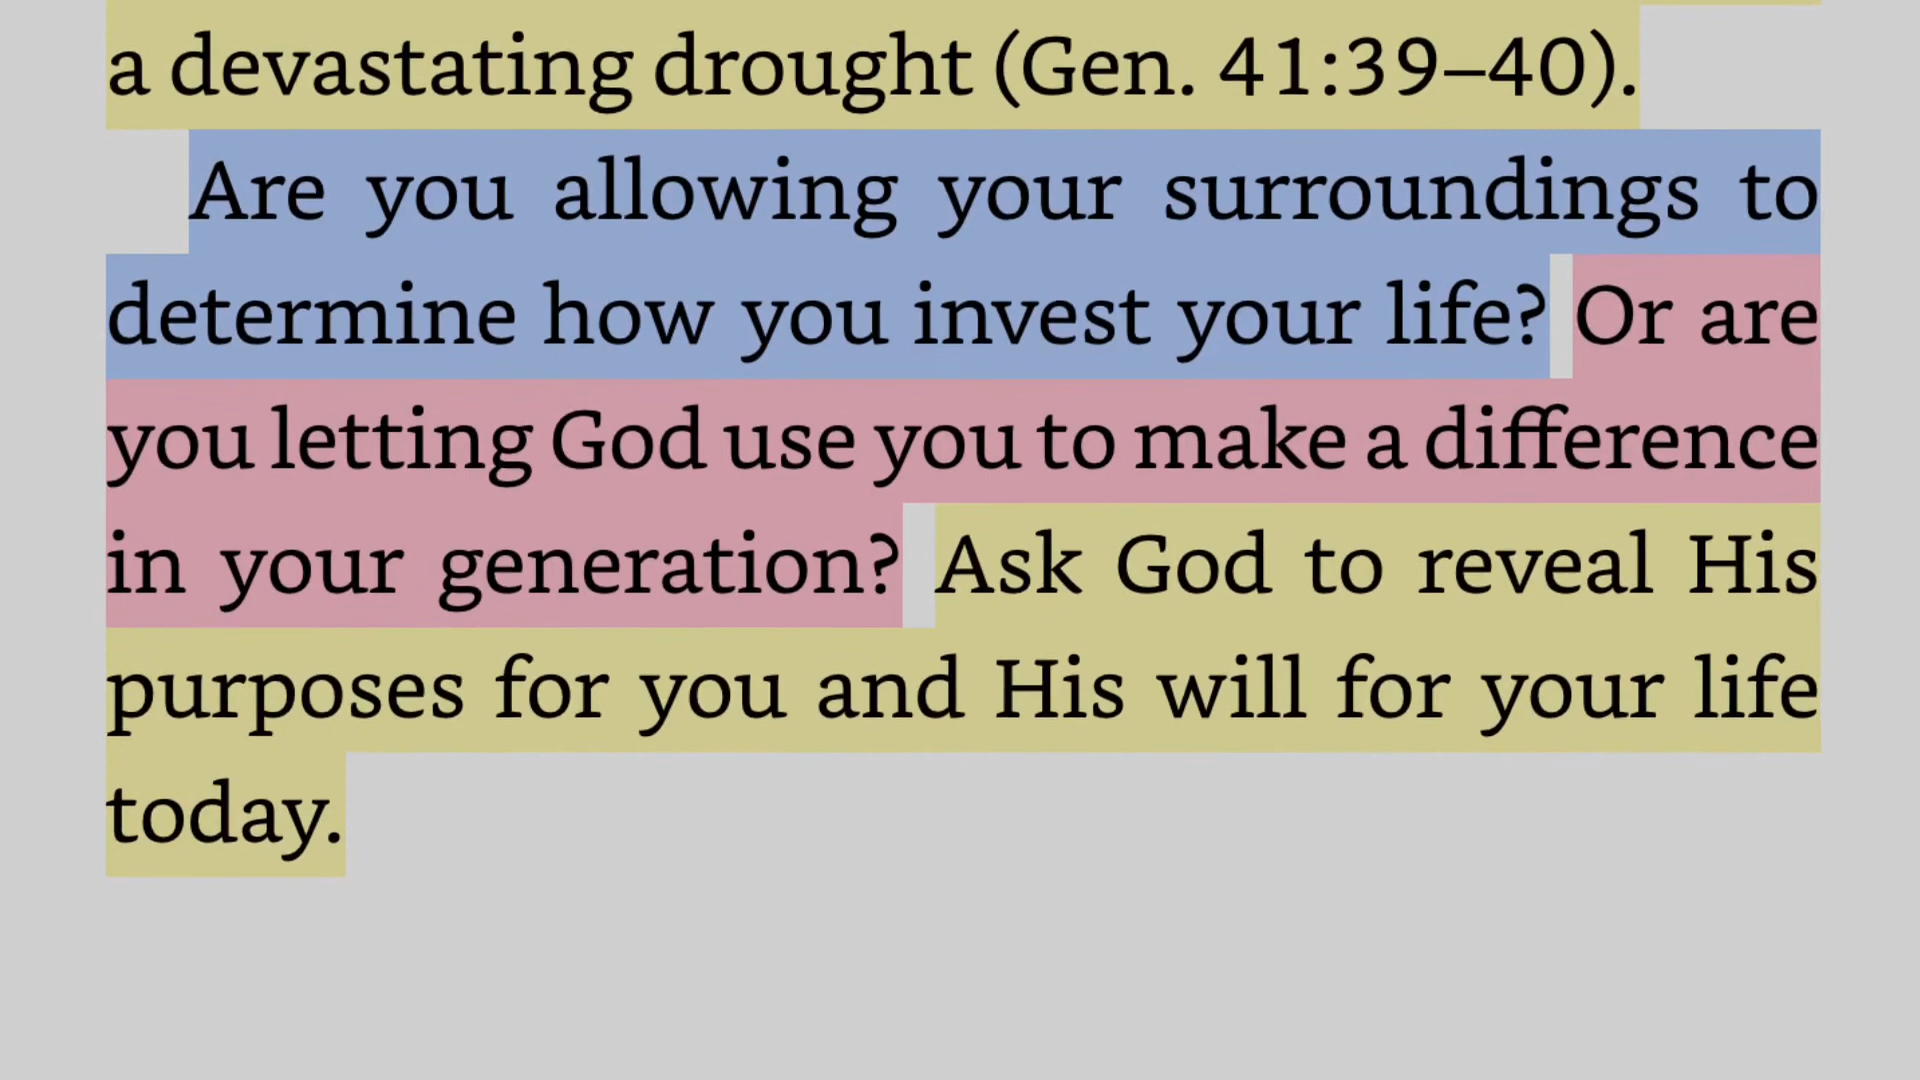 a devastating drought (Gen. 41:39–40).
Are you allowing your surroundings to
determine how you invest your life? Or are
you letting God use you to make a difference
in your generation? Ask God to reveal His
purposes for you and His will for your life
today.